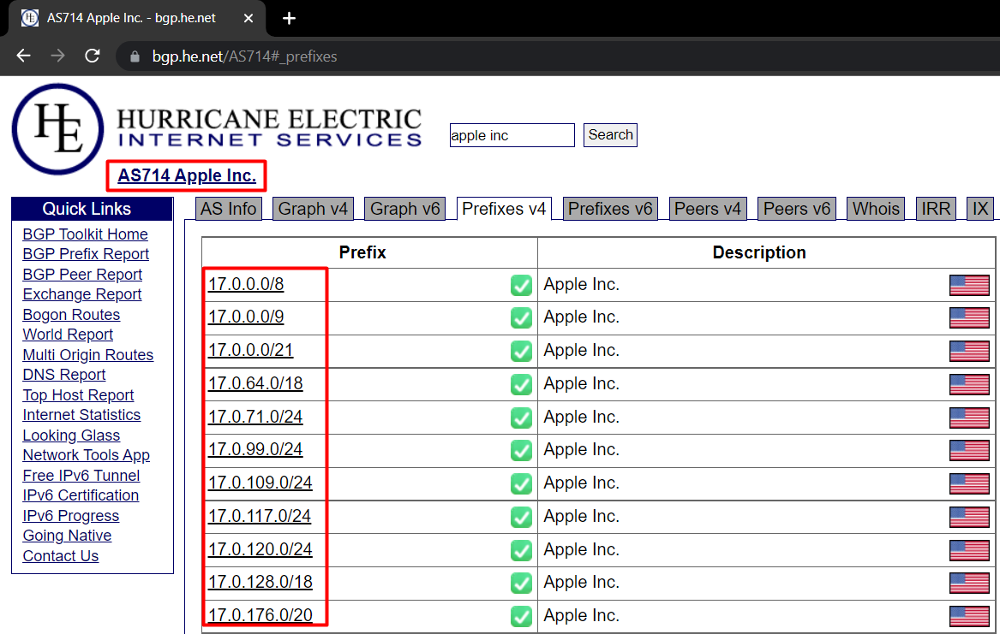 AS714 Apple Inc. - bgp.he.net
bgp.he.net/AS714#_prefixes
HE
HURRICANE ELECTRIC
INTERNET SERVICES
apple inc Search
AS714 Apple Inc.
Quick Links
BGP Toolkit Home
BGP Prefix Report
BGP Peer Report
Exchange Report
Bogon Routes
World Report
Multi Origin Routes
DNS Report
Top Host Report
Internet Statistics
Looking Glass
Network Tools App
Free IPv6 Tunnel
IPv6 Certification
IPv6 Progress
Going Native
Contact Us
AS Info Graph v4 Graph v6 Prefixes v4 Prefixes v6 Peers v4 Peers v6 Whois IRR IX
Prefix Description
17.0.0.0/8 Apple Inc.
17.0.0.0/9 Apple Inc.
17.0.0.0/21 Apple Inc.
17.0.64.0/18 Apple Inc.
17.0.71.0/24 Apple Inc.
17.0.99.0/24 Apple Inc.
17.0.109.0/24 Apple Inc.
17.0.117.0/24 Apple Inc.
17.0.120.0/24 Apple Inc.
17.0.128.0/18 Apple Inc.
17.0.176.0/20 Apple Inc.